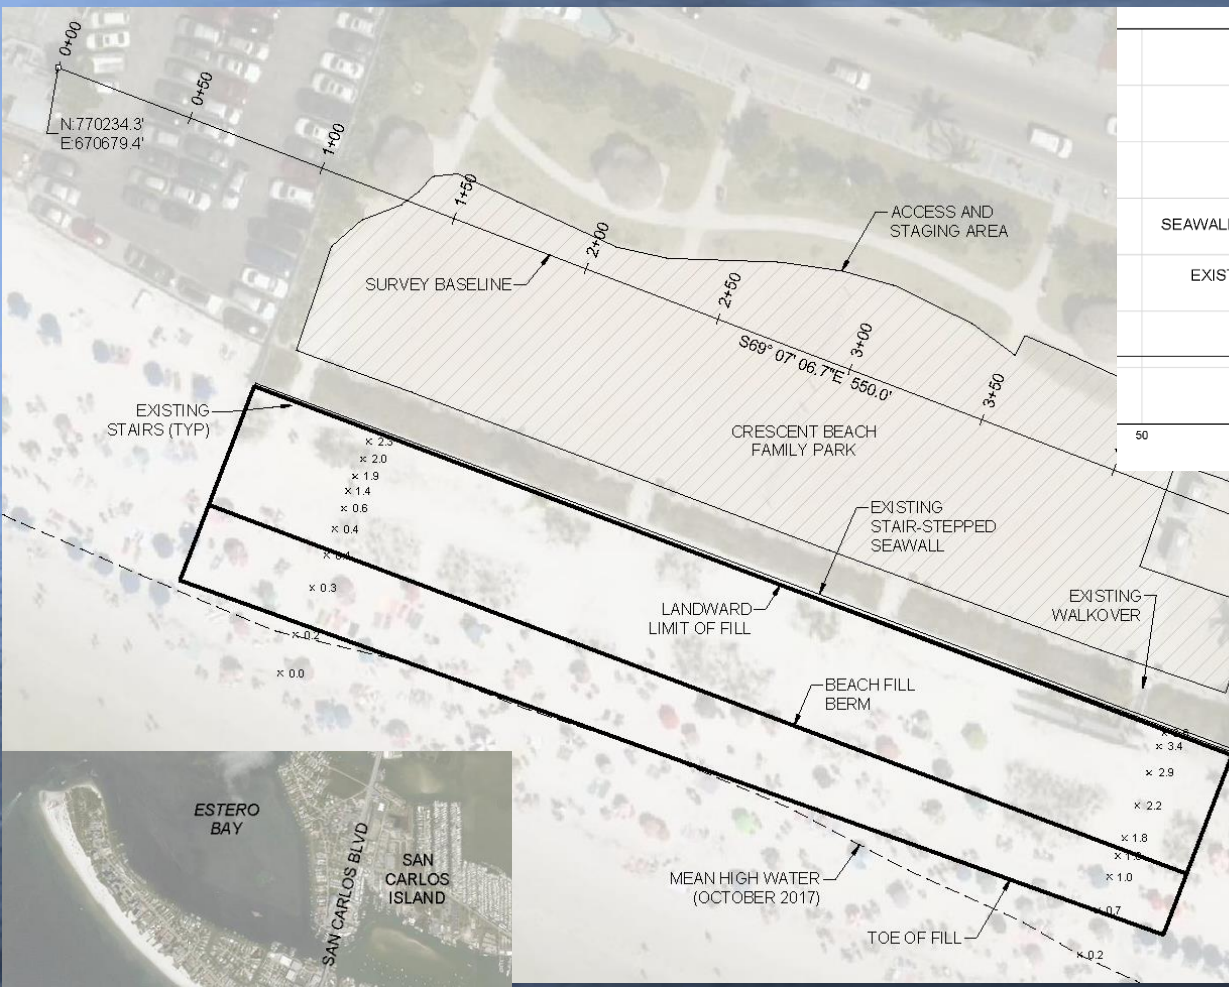 0+00
0+50
N:770234.3'
E:670679.4'
1+00
1+50
2+00
ACCESS AND
STAGING AREA
SURVEY BASELINE
2+50
3+00
S69° 07' 06.7"E 550.0'
3+50
SEAWALL
EXIST
50
EXISTING
STAIRS (TYP)
CRESCENT BEACH
FAMILY PARK
x 2.3
x 2.0
x 1.9
x 1.4
x 0.6
x 0.4
x 0.1
x 0.3
x 0.2
x 0.0
EXISTING
STAIR-STEPPED
SEAWALL
LANDWARD
LIMIT OF FILL
EXISTING
WALKOVER
BEACH FILL
BERM
x 3.4
x 2.9
x 2.2
x 1.8
x 1.0
x 0.7
x 0.2
MEAN HIGH WATER
(OCTOBER 2017)
TOE OF FILL
ESTERO
BAY
SAN CARLOS BLVD
SAN
CARLOS
ISLAND